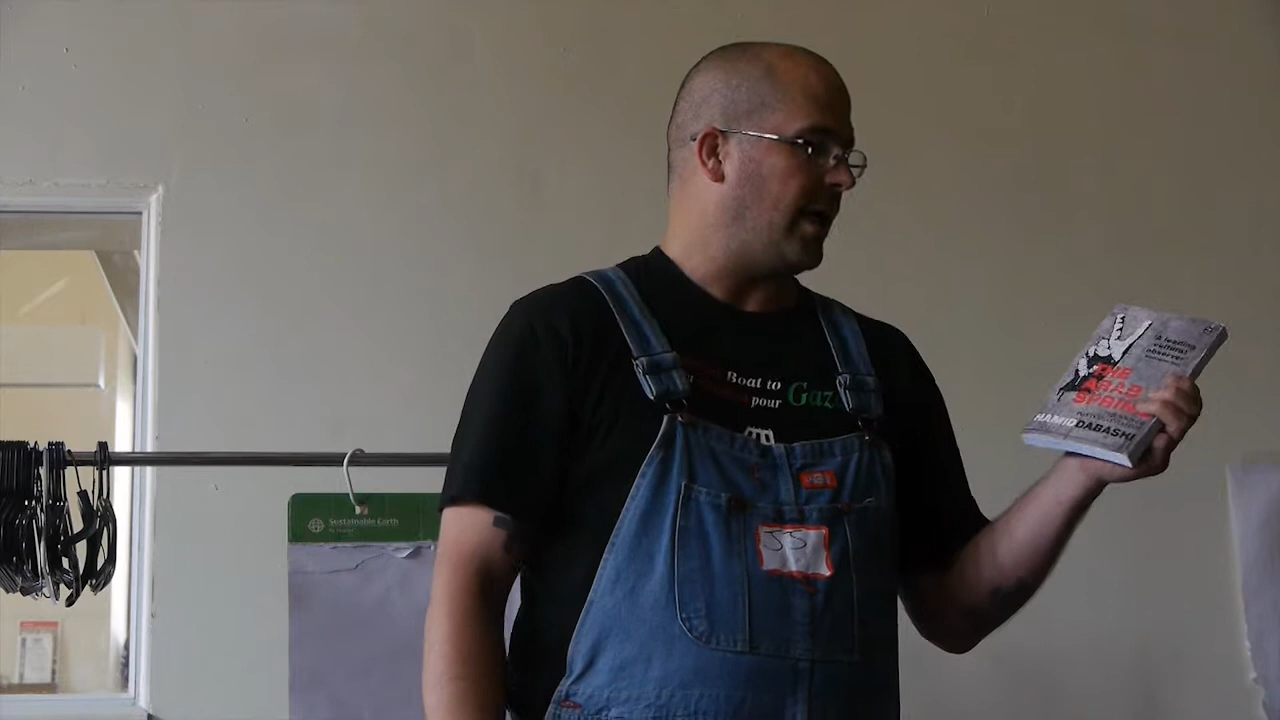 Sustainable Earth
Boat to
pour Gaz
JS
"A leading
cultural
observer"
THE
ARAB
SPRING
HAMID DABASHI